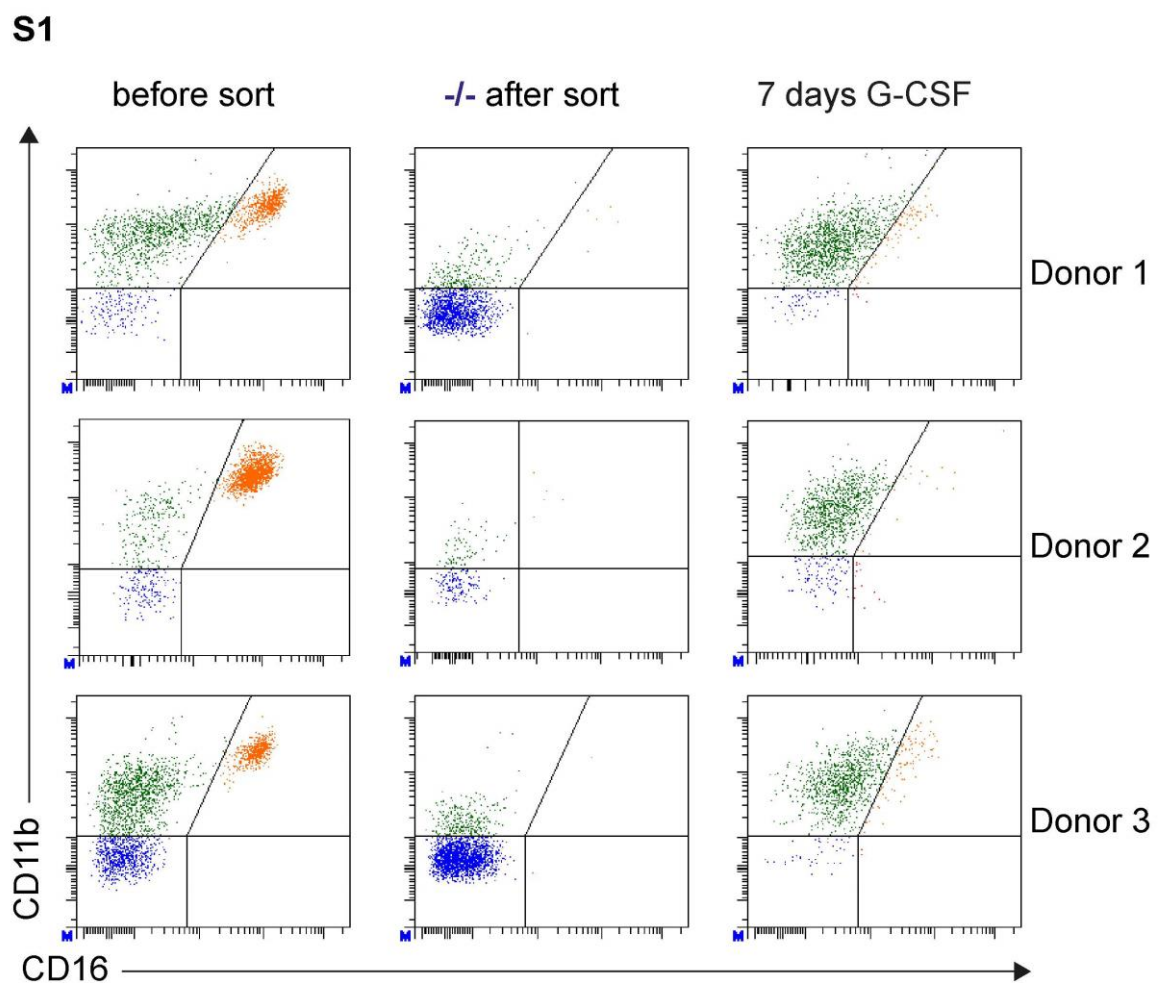 S1
before sort
-/- after sort
7 days G-CSF
Donor 1
M
M
M
Donor 2
M
M
M
Donor 3
M
M
M
CD11b
CD16